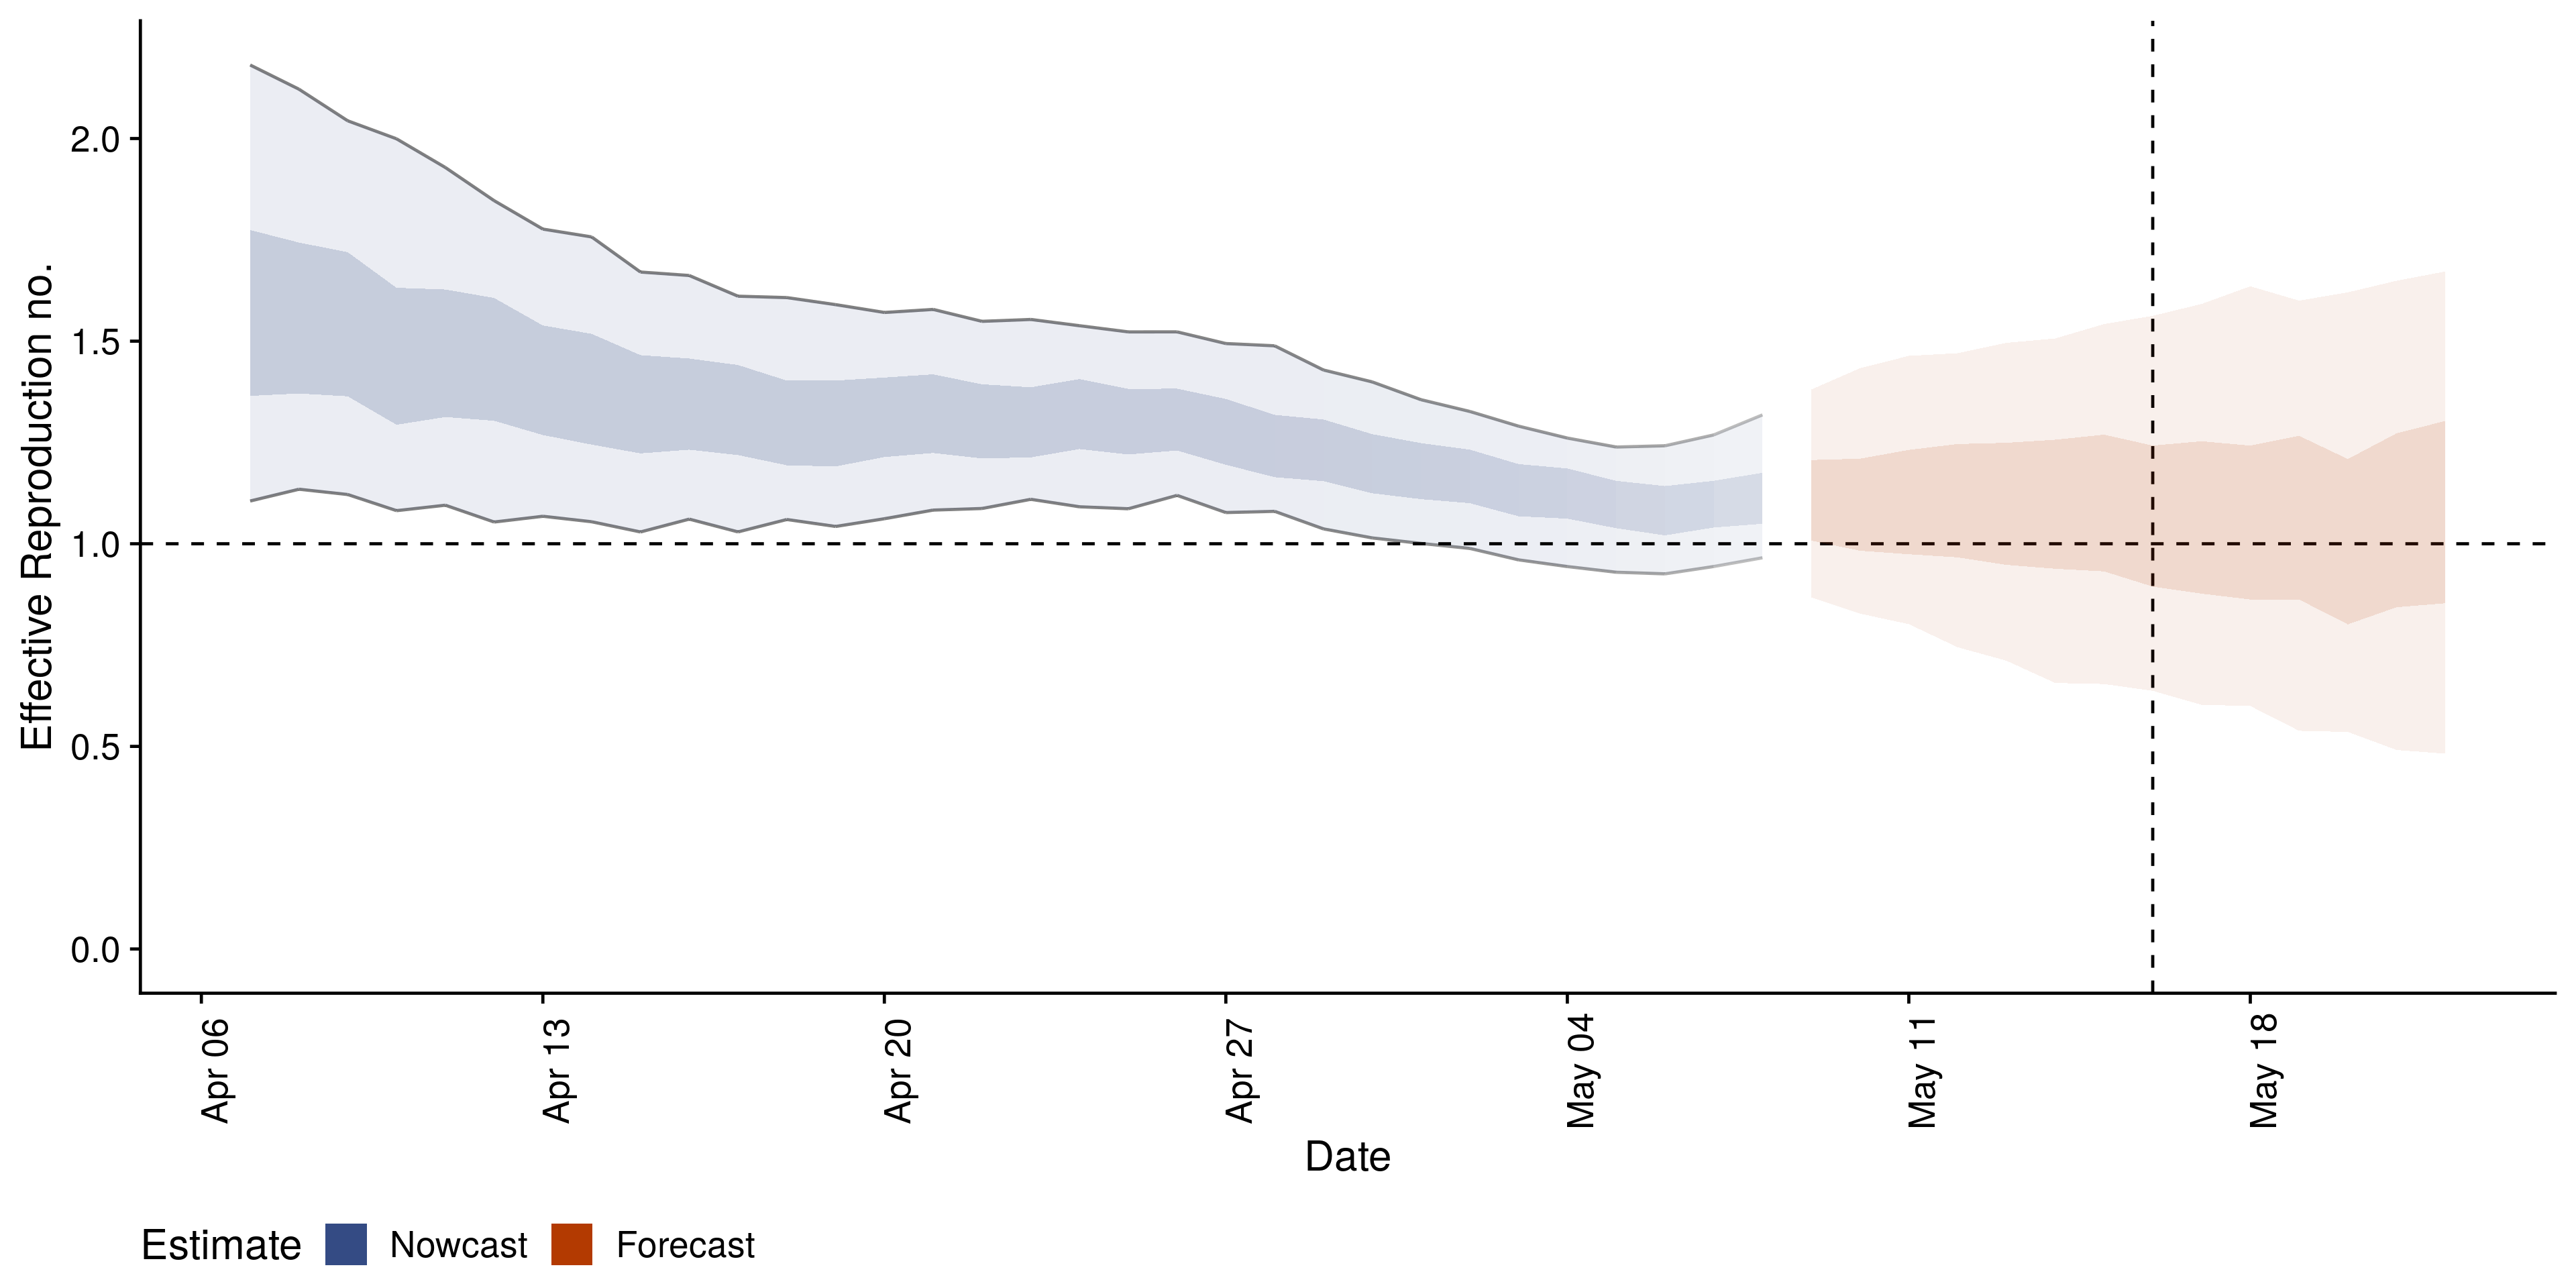 Effective Reproduction no.
2.0
1.5
1.0
0.5
0.0
Apr 06
Apr 13
Apr 20
Apr 27
May 04
May 11
May 18
Date
Estimate Nowcast Forecast